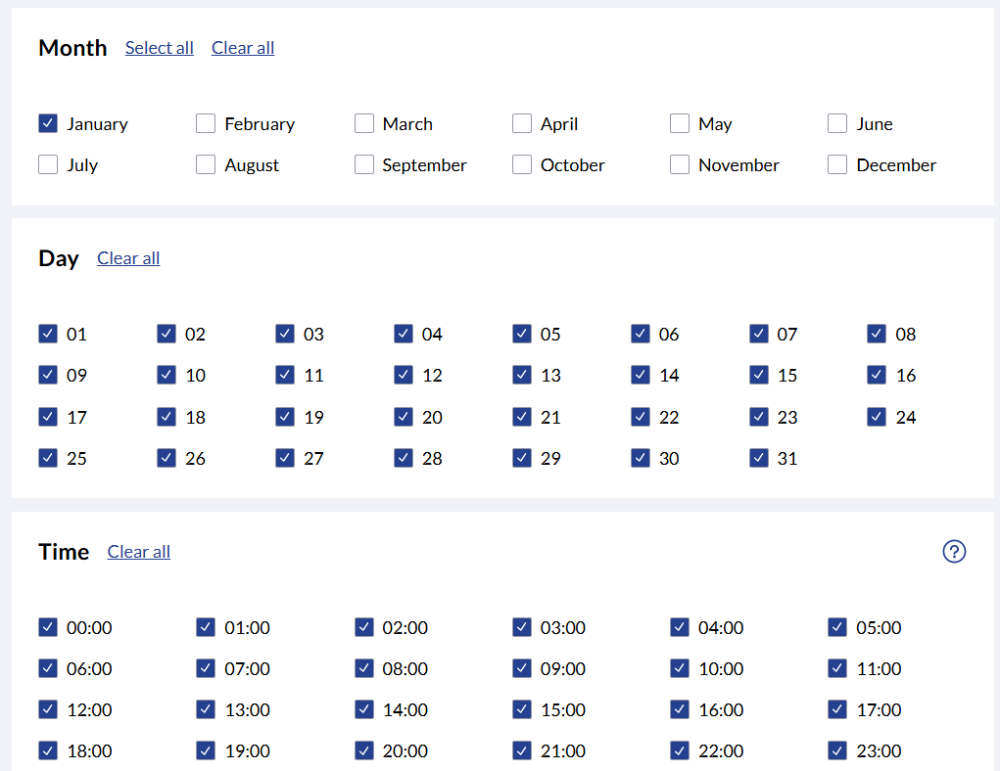 Month Select all Clear all
January February March April May June
July August September October November December
Day Clear all
01 02 03 04 05 06 07 08
09 10 11 12 13 14 15 16
17 18 19 20 21 22 23 24
25 26 27 28 29 30 31
Time Clear all ?
00:00 01:00 02:00 03:00 04:00 05:00
06:00 07:00 08:00 09:00 10:00 11:00
12:00 13:00 14:00 15:00 16:00 17:00
18:00 19:00 20:00 21:00 22:00 23:00